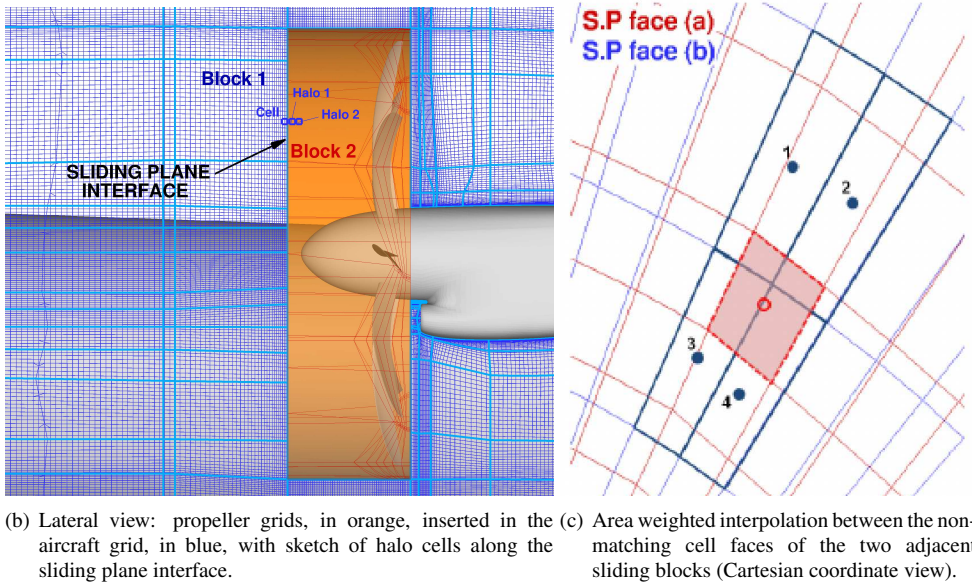 Block 1
Halo 1
Cell
Halo 2
Block 2
SLIDING PLANE
INTERFACE
S.P face (a)
S.P face (b)
1
2
3
4
(b) Lateral view: propeller grids, in orange, inserted in the
aircraft grid, in blue, with sketch of halo cells along the
sliding plane interface.
(c) Area weighted interpolation between the non-
matching cell faces of the two adjacent
sliding blocks (Cartesian coordinate view).